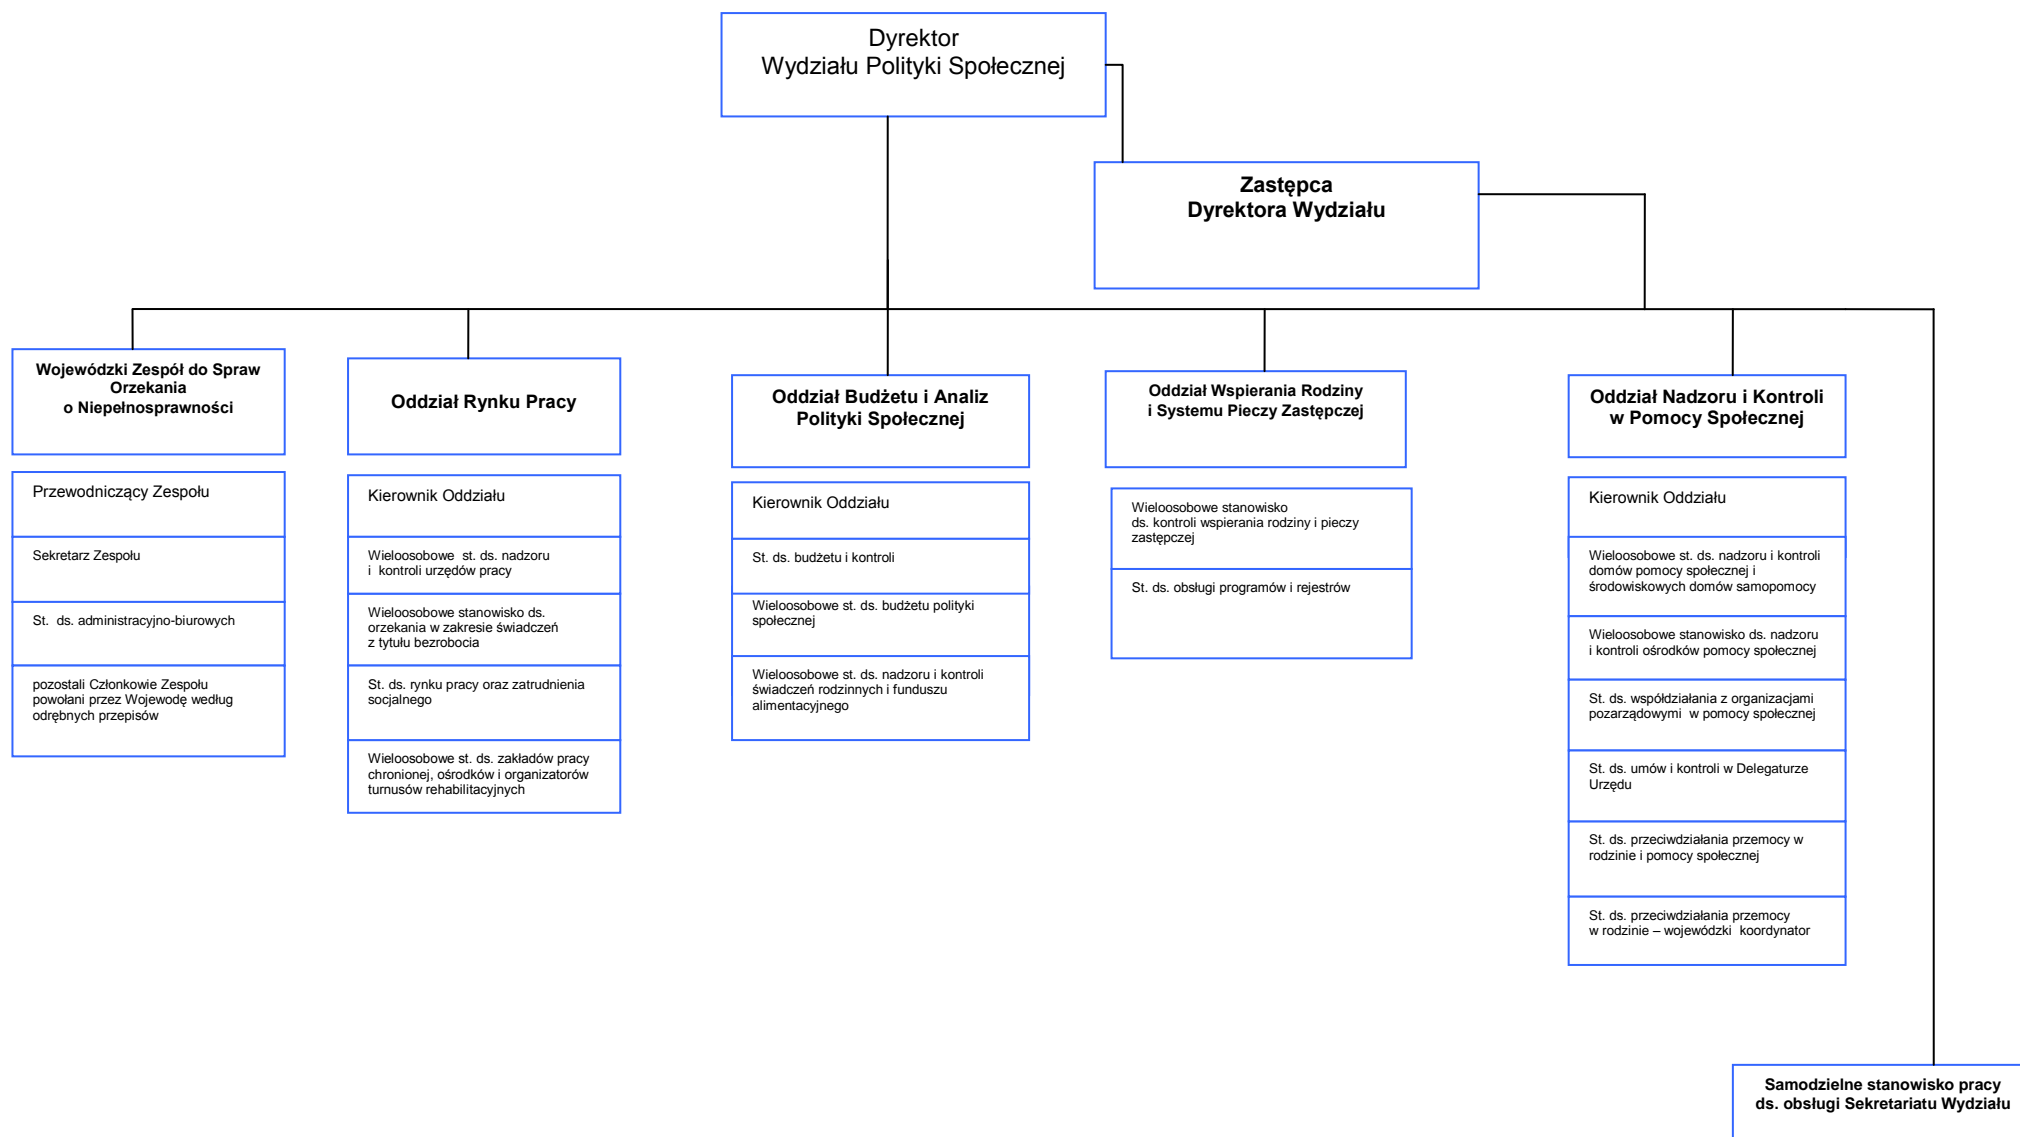 Dyrektor
Wydziału Polityki Społecznej
Zastępca
Dyrektora Wydziału
Wojewódzki Zespół do Spraw
Orzekania
o Niepełnosprawności
Przewodniczący Zespołu
Sekretarz Zespołu
St. ds. administracyjno-biurowych
pozostali Członkowie Zespołu
powołani przez Wojewodę według
odrębnych przepisów
Oddział Rynku Pracy
Kierownik Oddziału
Wieloosobowe st. ds. nadzoru
i kontroli urzędów pracy
Wieloosobowe stanowisko ds.
orzekania w zakresie świadczeń
z tytułu bezrobocia
St. ds. rynku pracy oraz zatrudnienia
socjalnego
Wieloosobowe st. ds. zakładów pracy
chronionej, ośrodków i organizatorów
turnusów rehabilitacyjnych
Oddział Budżetu i Analiz
Polityki Społecznej
Kierownik Oddziału
St. ds. budżetu i kontroli
Wieloosobowe st. ds. budżetu polityki
społecznej
Wieloosobowe st. ds. nadzoru i kontroli
świadczeń rodzinnych i funduszu
alimentacyjnego
Oddział Wspierania Rodziny
i Systemu Pieczy Zastępczej
Wieloosobowe stanowisko
ds. kontroli wspierania rodziny i pieczy
zastępczej
St. ds. obsługi programów i rejestrów
Oddział Nadzoru i Kontroli
w Pomocy Społecznej
Kierownik Oddziału
Wieloosobowe st. ds. nadzoru i kontroli
domów pomocy społecznej i
środowiskowych domów samopomocy
Wieloosobowe stanowisko ds. nadzoru
i kontroli ośrodków pomocy społecznej
St. ds. współdziałania z organizacjami
pozarządowymi w pomocy społecznej
St. ds. umów i kontroli w Delegaturze
Urzędu
St. ds. przeciwdziałania przemocy w
rodzinie i pomocy społecznej
St. ds. przeciwdziałania przemocy
w rodzinie – wojewódzki koordynator
Samodzielne stanowisko pracy
ds. obsługi Sekretariatu Wydziału